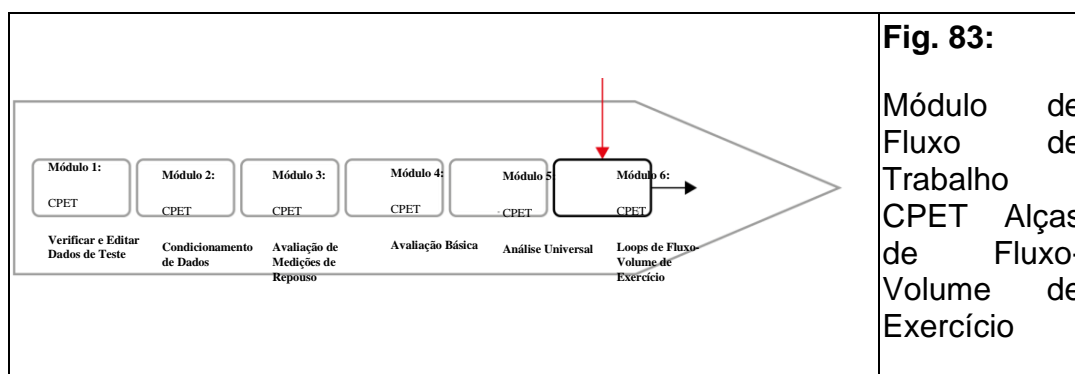 Fig. 83:
Módulo de
Fluxo de
Trabalho
CPET Alças
de Fluxo-
Volume de
Exercício
Módulo 1:
CPET
Verificar e Editar
Dados de Teste
Módulo 2:
CPET
Condicionamento
de Dados
Módulo 3:
CPET
Avaliação de
Medições de
Repouso
Módulo 4:
CPET
Avaliação Básica
Módulo 5:
CPET
Análise Universal
Módulo 6:
CPET
Loops de Fluxo-
Volume de
Exercício